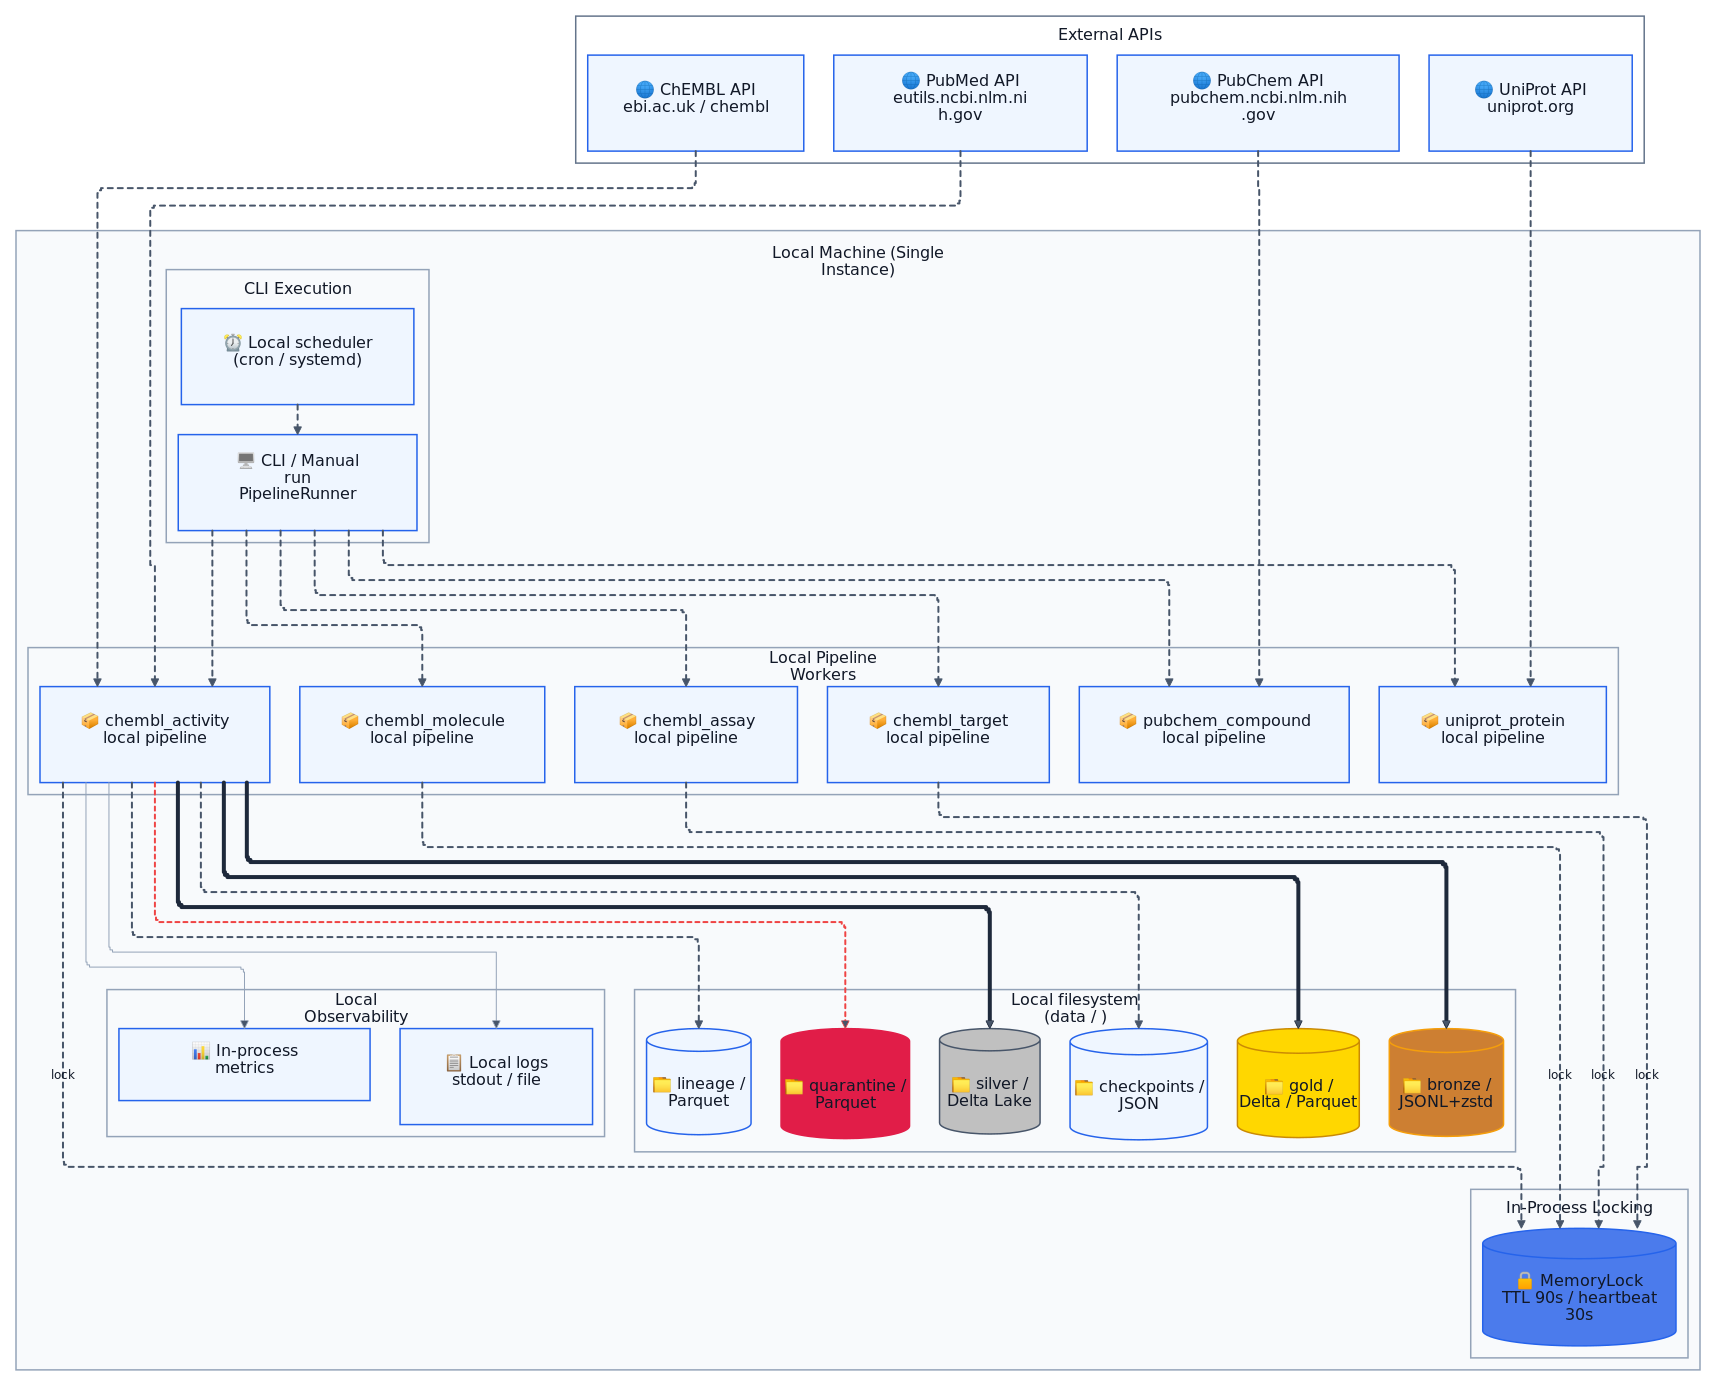 External APIs
🌐 ChEMBL API
ebi.ac.uk / chembl
🌐 PubMed API
eutils.ncbi.nlm.ni
h.gov
🌐 PubChem API
pubchem.ncbi.nlm.nih
.gov
🌐 UniProt API
uniprot.org
Local Machine (Single
Instance)
CLI Execution
⏰ Local scheduler
(cron / systemd)
🖥️ CLI / Manual
run
PipelineRunner
Local Pipeline
Workers
📦 chembl_activity
local pipeline
📦 chembl_molecule
local pipeline
📦 chembl_assay
local pipeline
📦 chembl_target
local pipeline
📦 pubchem_compound
local pipeline
📦 uniprot_protein
local pipeline
Local
Observability
📊 In-process
metrics
📋 Local logs
stdout / file
Local filesystem
(data / )
📁 lineage /
Parquet
📁 quarantine /
Parquet
📁 silver /
Delta Lake
📁 checkpoints /
JSON
📁 gold /
Delta / Parquet
📁 bronze /
JSONL+zstd
lock
lock
lock
lock
In-Process Locking
🔒 MemoryLock
TTL 90s / heartbeat
30s